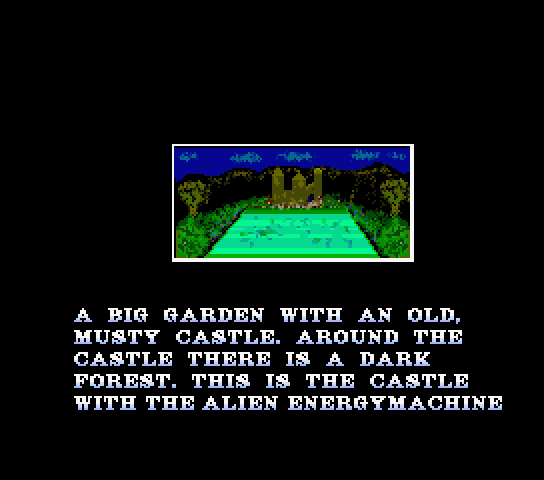 A BIG GARDEN WITH AN OLD,
MUSTY CASTLE. AROUND THE
CASTLE THERE IS A DARK
FOREST. THIS IS THE CASTLE
WITH THE ALIEN ENERGYMACHINE